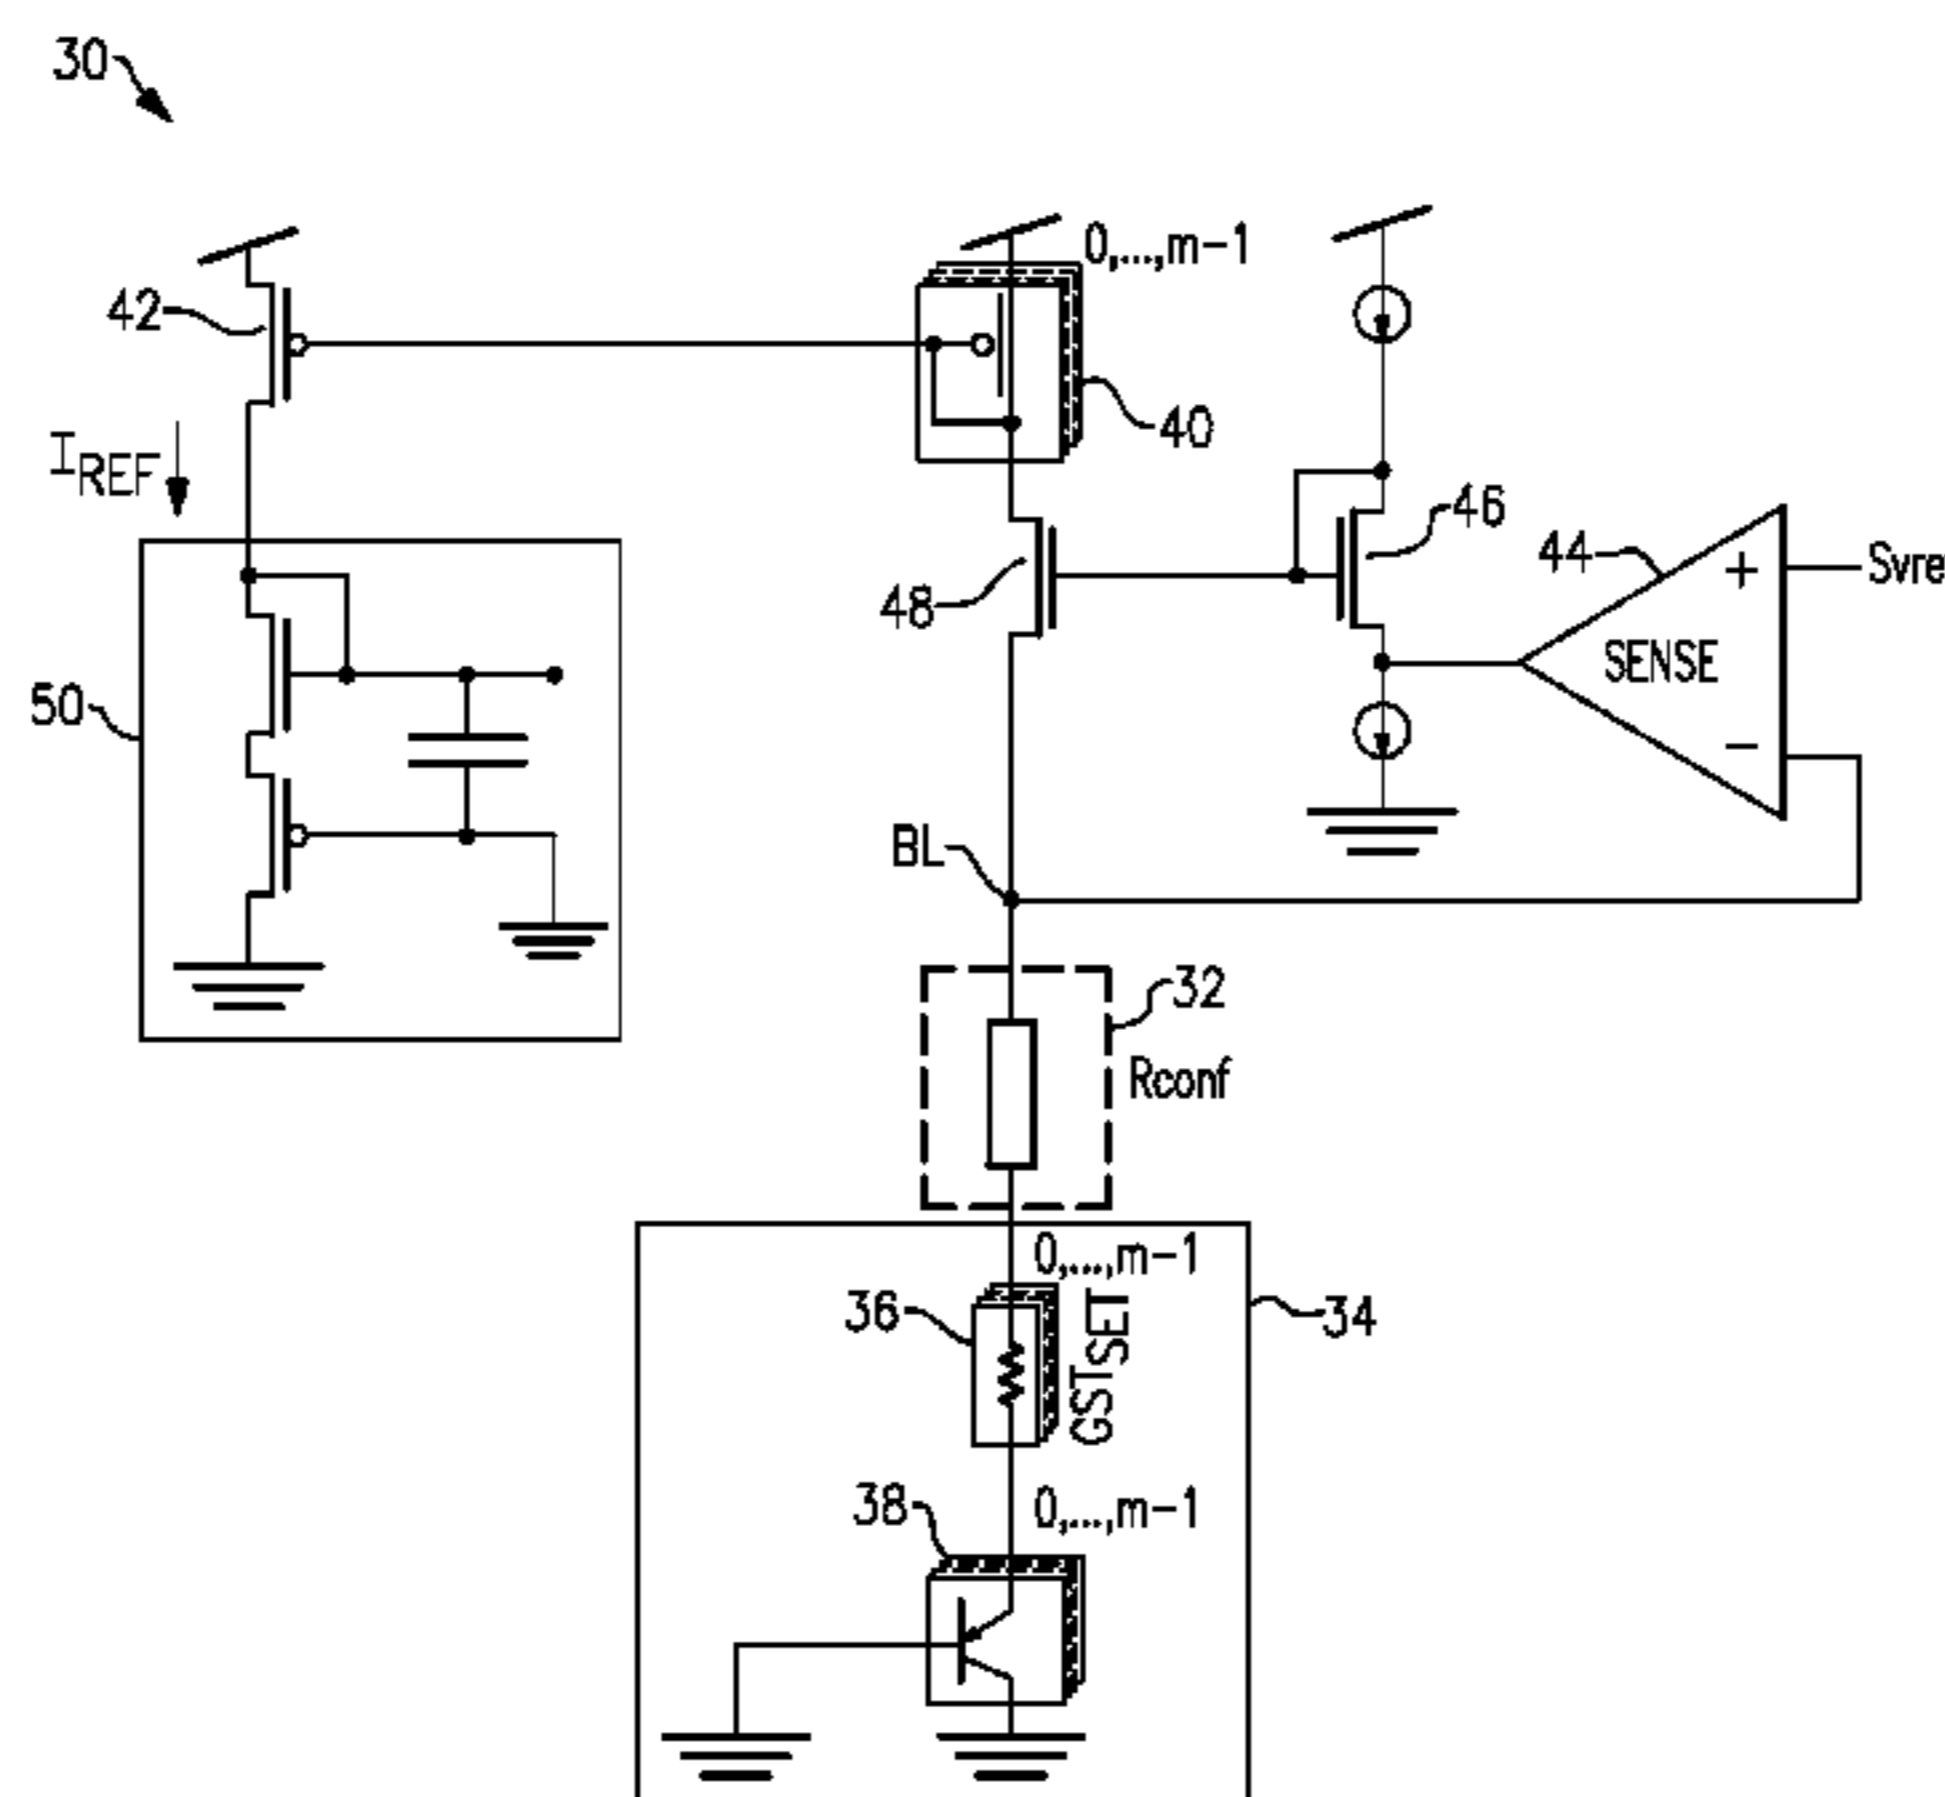 30
0,...,m-1
42
40
IREF
46
44
+
Svre
48
SENSE
50
−
BL
32
Rconf
0,...,m-1
36
GSTSET
34
38
0,...,m-1